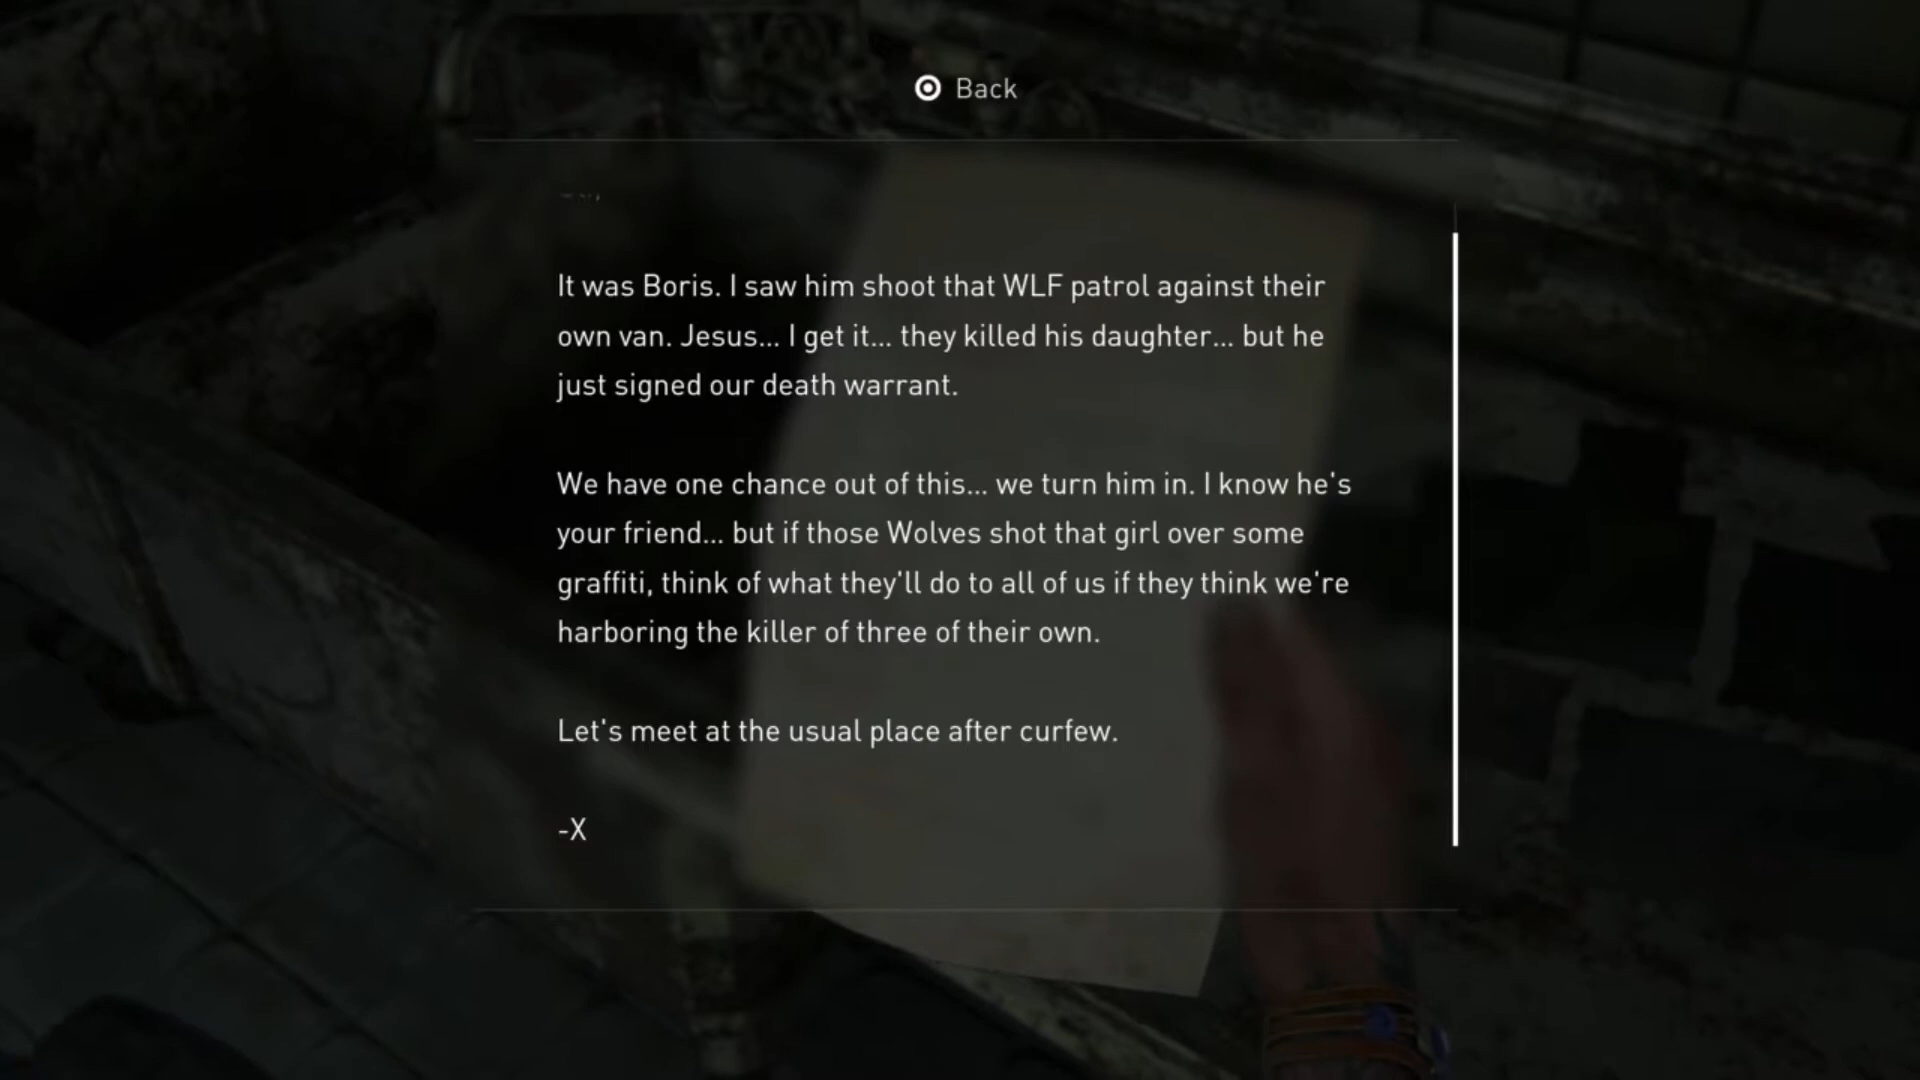 Back
It was Boris. I saw him shoot that WLF patrol against their
own van. Jesus... I get it... they killed his daughter... but he
just signed our death warrant.
We have one chance out of this... we turn him in. I know he's
your friend... but if those Wolves shot that girl over some
graffiti, think of what they'll do to all of us if they think we're
harboring the killer of three of their own.
Let's meet at the usual place after curfew.
-X